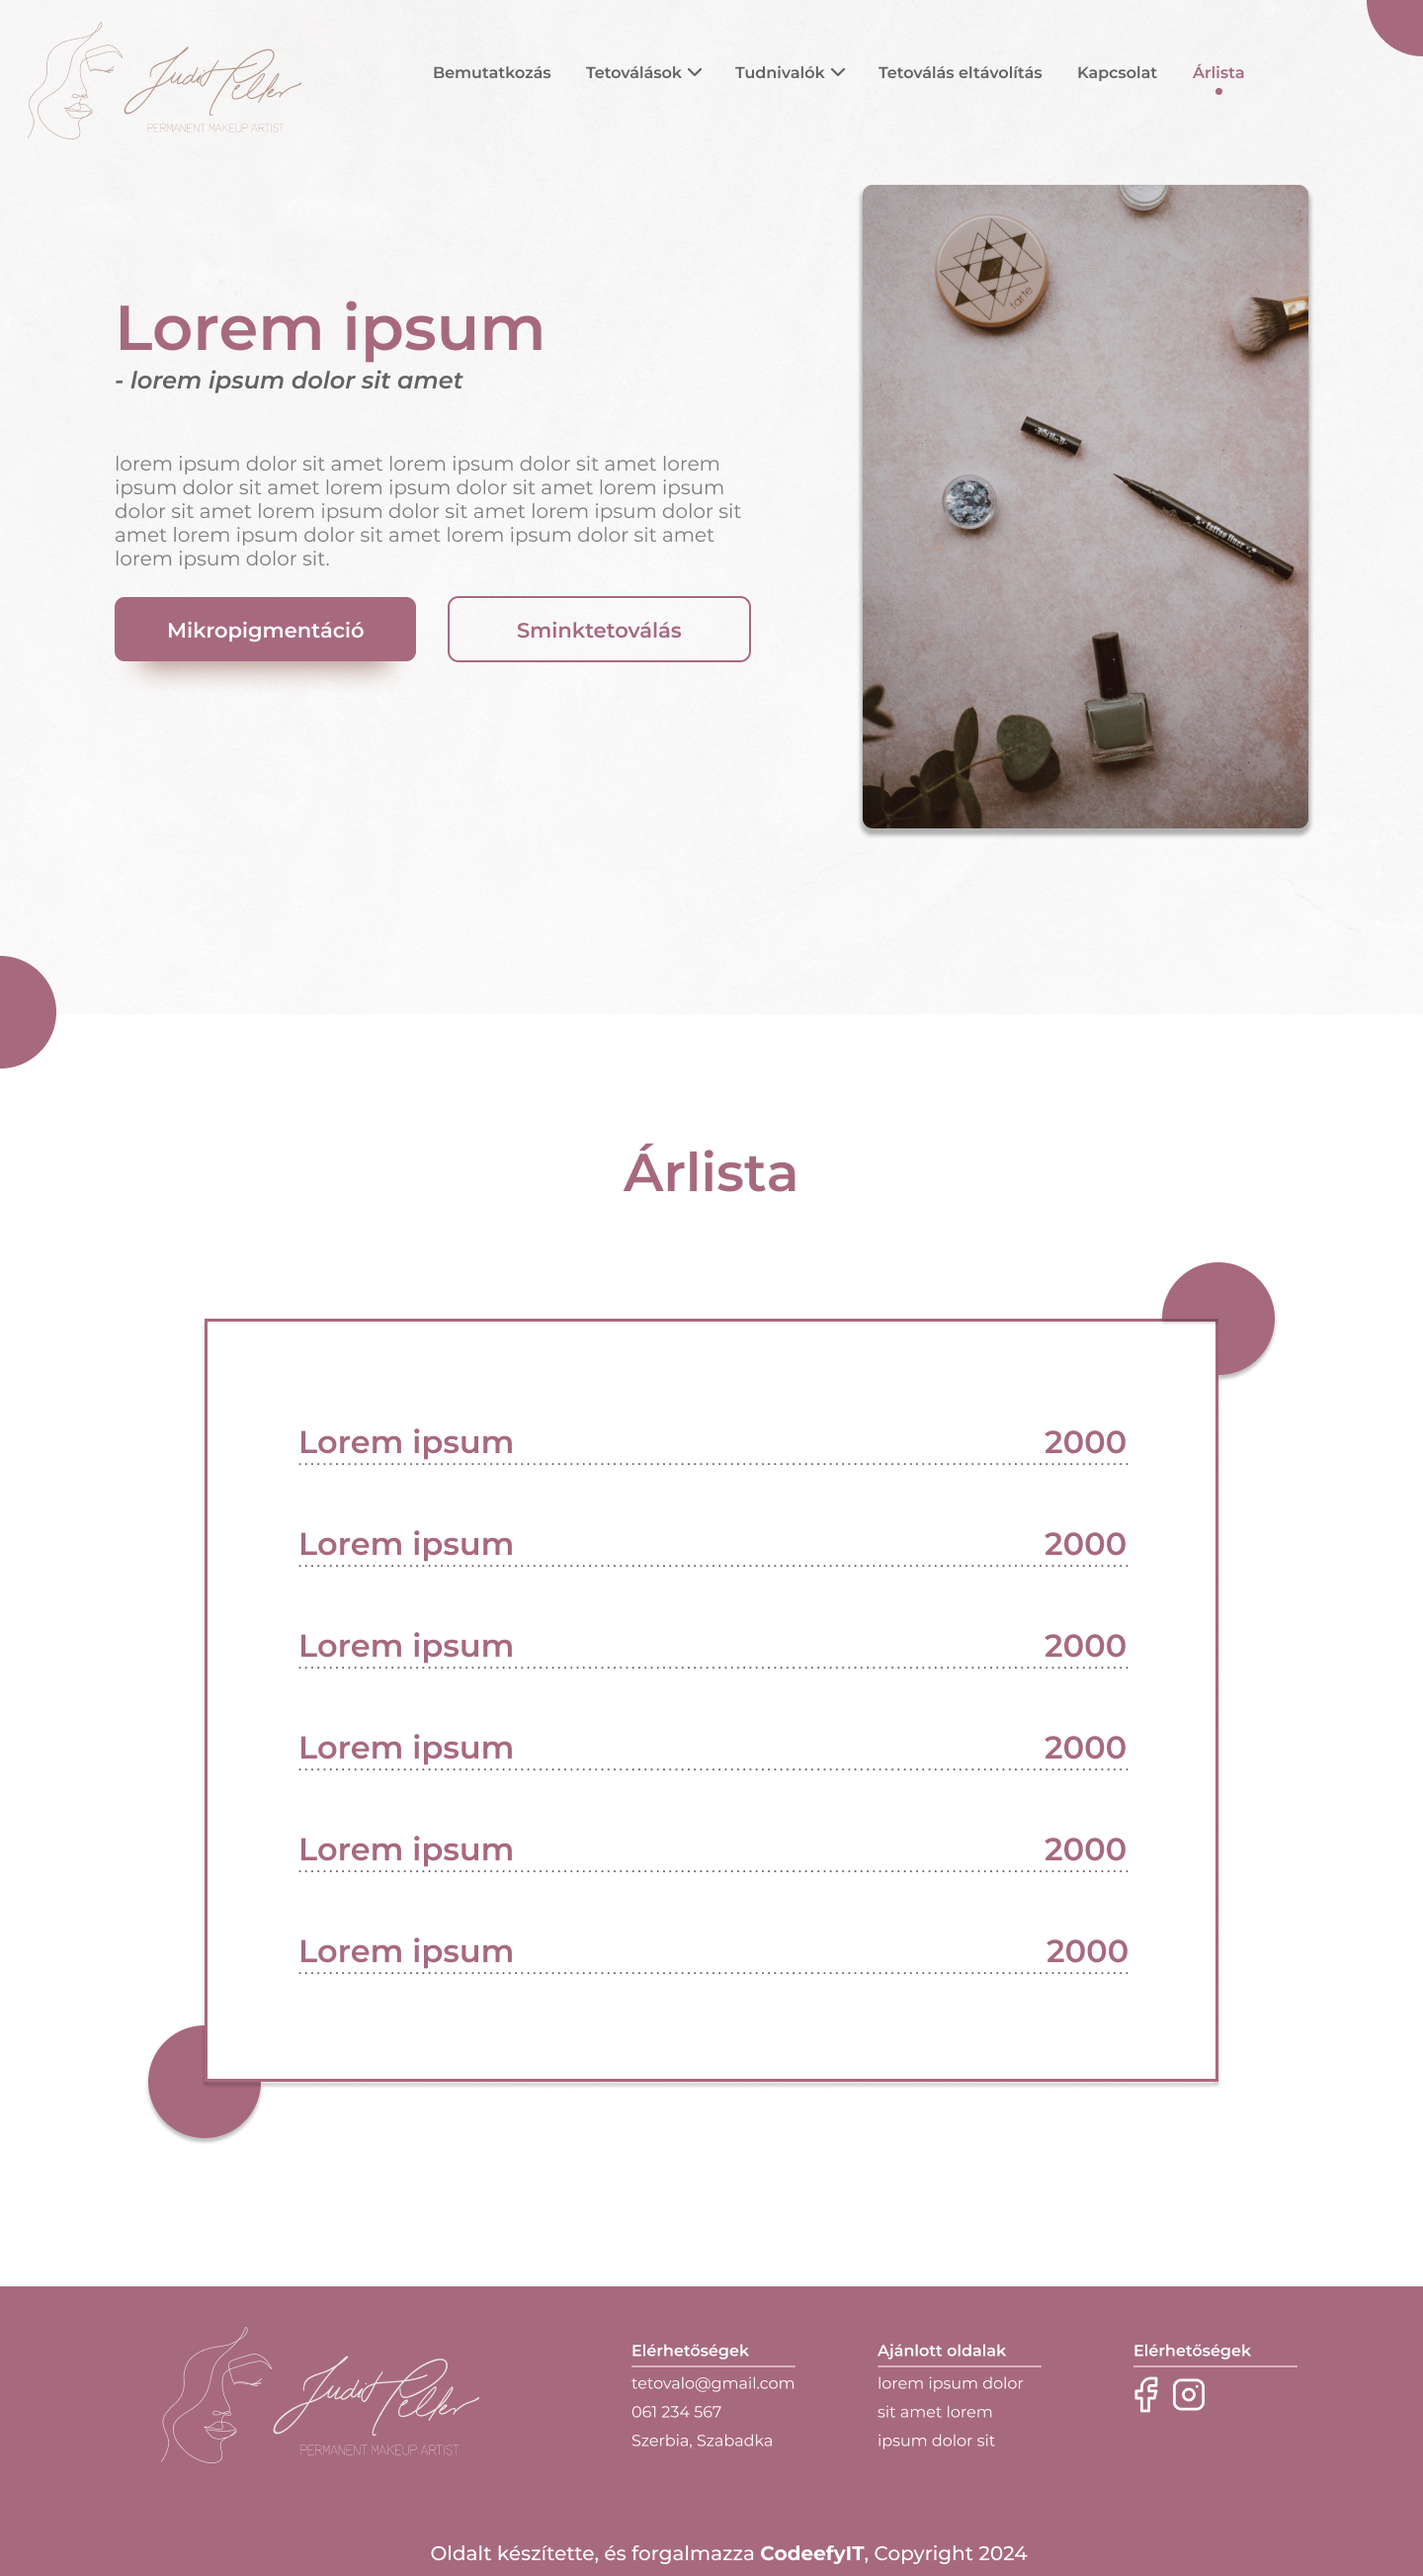 Judit Pelker
PERMANENT MAKEUP ARTIST
Bemutatkozás Tetoválások Tudnivalók Tetoválás eltávolítás Kapcsolat Árlista
Lorem ipsum
- lorem ipsum dolor sit amet
lorem ipsum dolor sit amet lorem ipsum dolor sit amet lorem
ipsum dolor sit amet lorem ipsum dolor sit amet lorem ipsum
dolor sit amet lorem ipsum dolor sit amet lorem ipsum dolor sit
amet lorem ipsum dolor sit amet lorem ipsum dolor sit amet
lorem ipsum dolor sit.
Mikropigmentáció Sminktetoválás
tarte
tattoo liner
Árlista
Lorem ipsum 2000
Lorem ipsum 2000
Lorem ipsum 2000
Lorem ipsum 2000
Lorem ipsum 2000
Lorem ipsum 2000
Judit Pelker
PERMANENT MAKEUP ARTIST
Elérhetőségek
tetovalo@gmail.com
061 234 567
Szerbia, Szabadka
Ajánlott oldalak
lorem ipsum dolor
sit amet lorem
ipsum dolor sit
Elérhetőségek
Oldalt készítette, és forgalmazza CodeefyIT, Copyright 2024